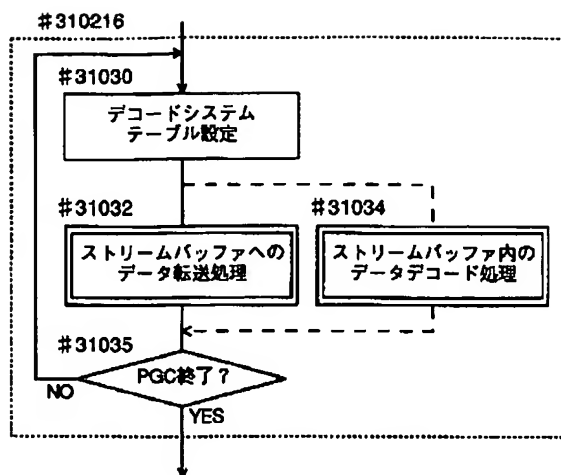 #310216
#31030
デコードシステム
テーブル設定
#31032
#31034
ストリームバッファへの
データ転送処理
ストリームバッファ内の
データデコード処理
#31035
PGC終了？
NO
YES